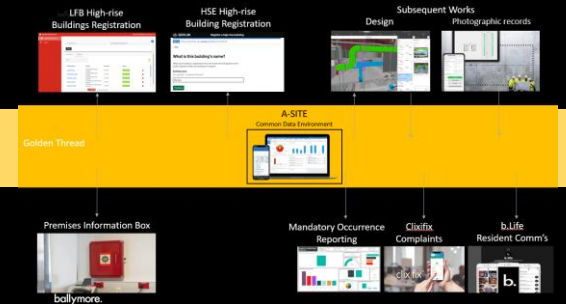 LFB High-rise
Buildings Registration
HSE High-rise
Building Registration
Subsequent Works
Design
Photographic records
What is this building's name?
A-SITE
Common Data Environment
Golden Thread
Premises Information Box
Mandatory Occurrence
Reporting
Clixifix
Complaints
b.Life
Resident Comm's
clixifix
b.
ballymore.